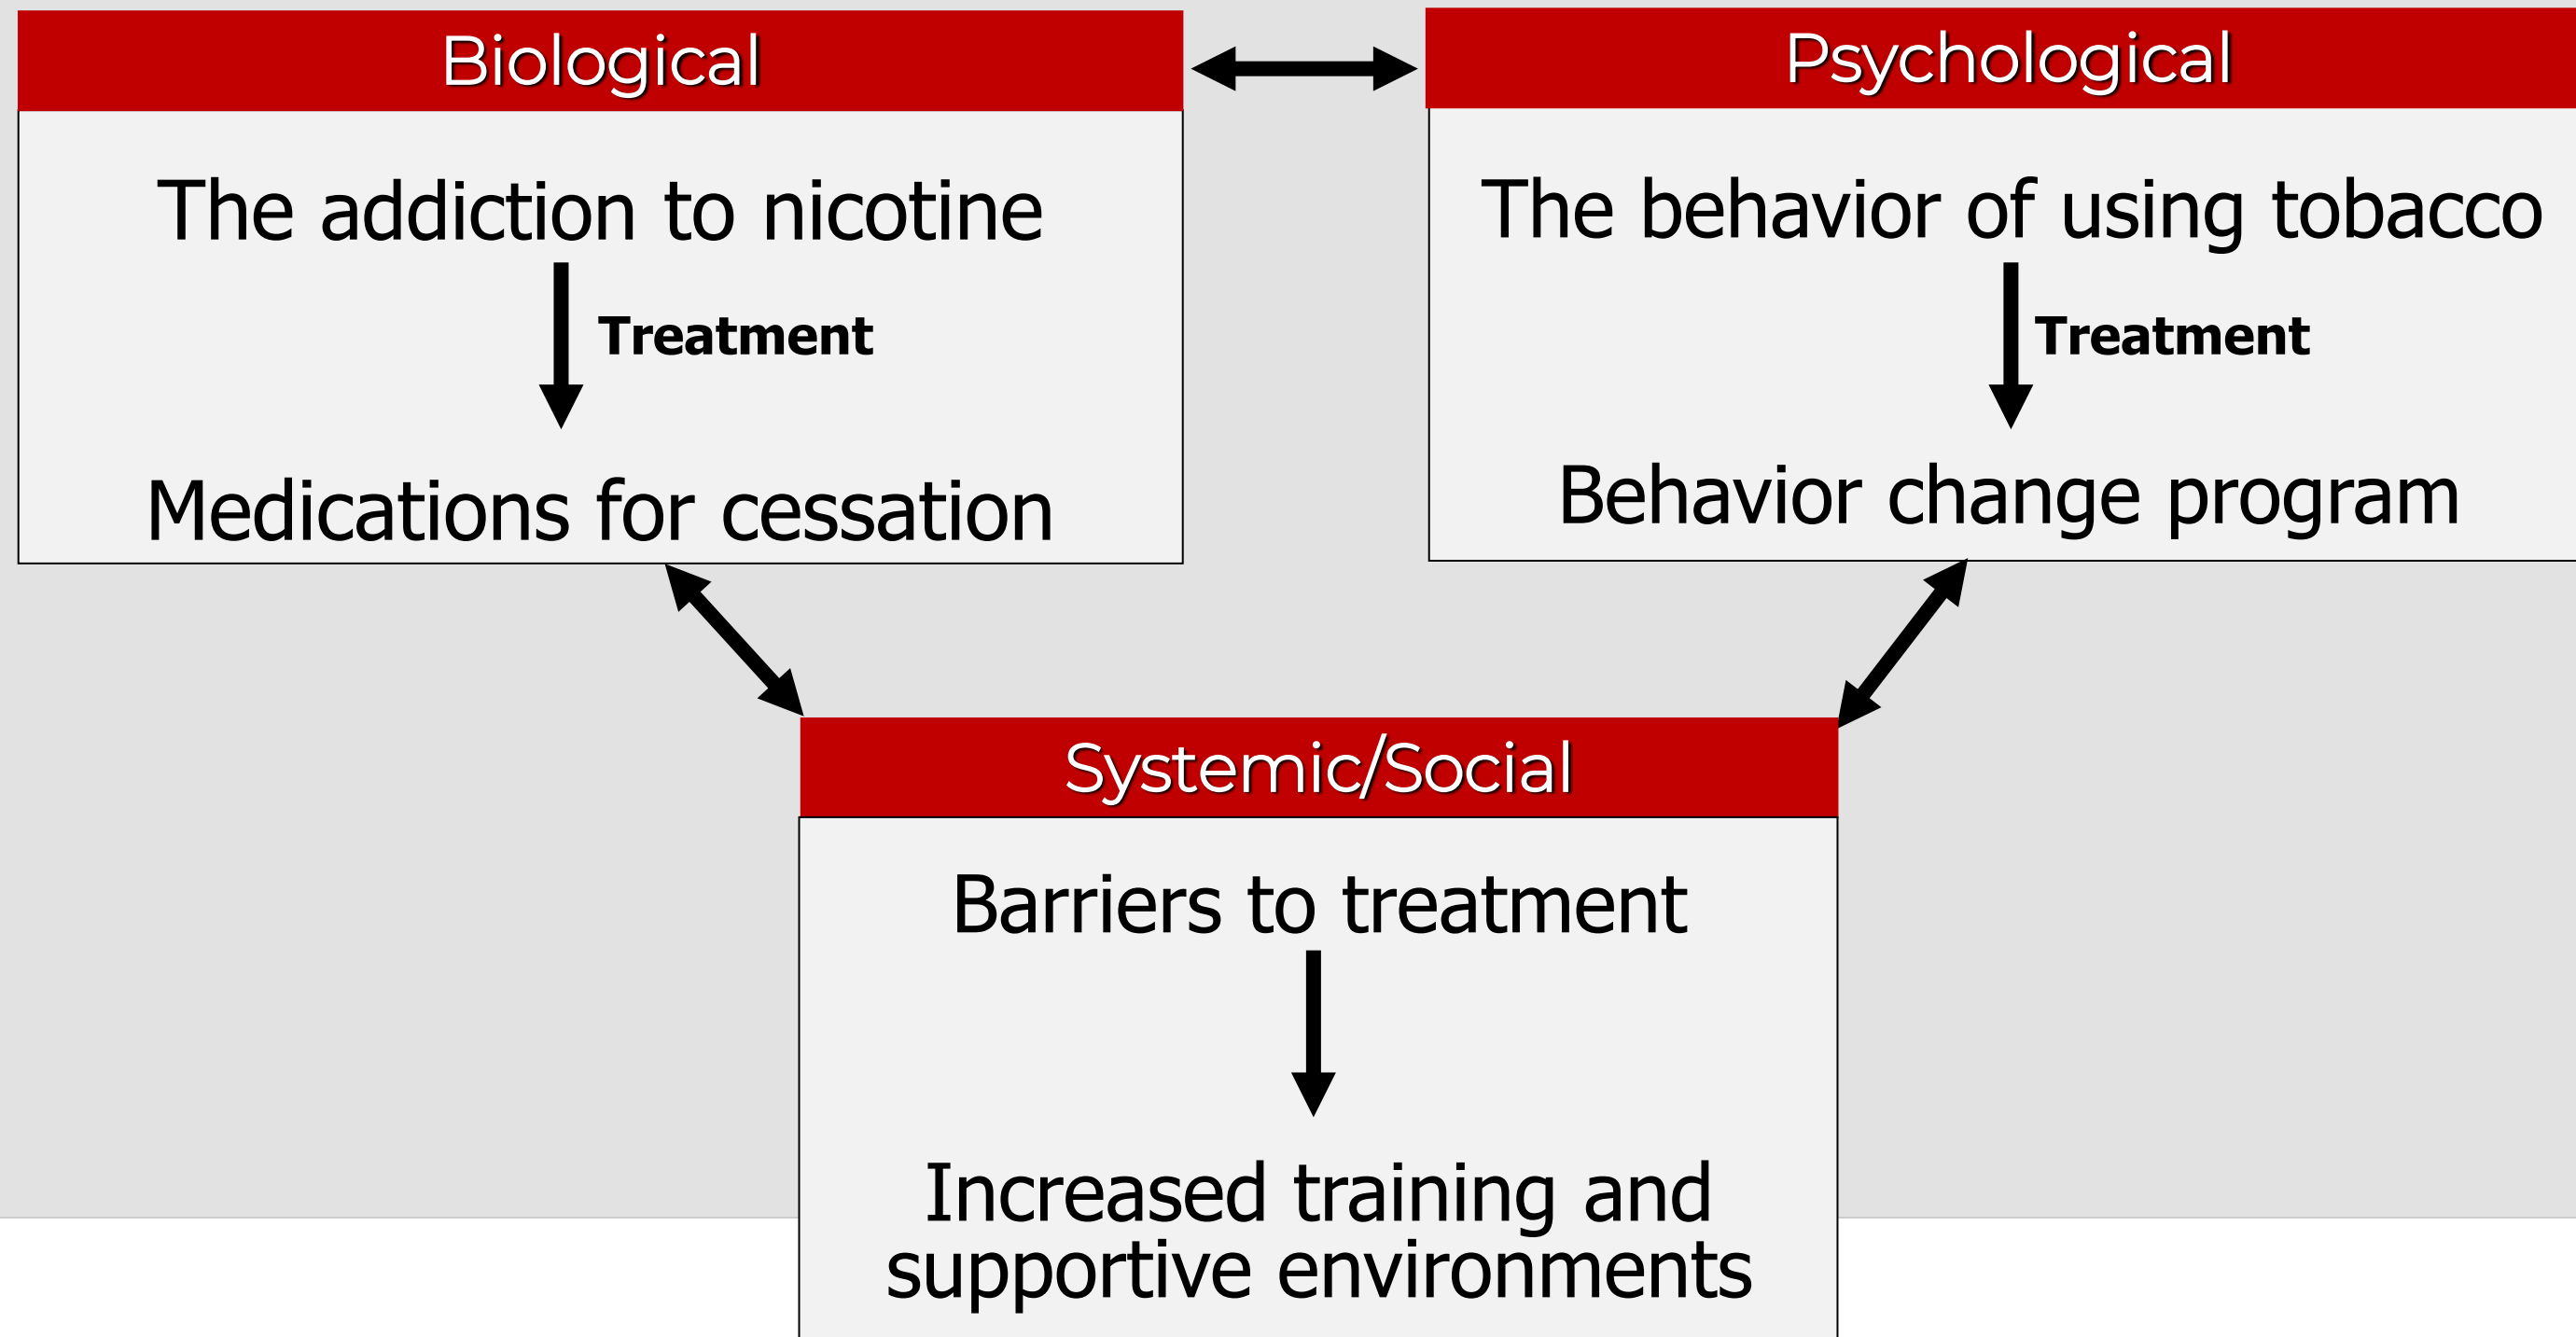 Biological
The addiction to nicotine
Treatment
Medications for cessation
Psychological
The behavior of using tobacco
Treatment
Behavior change program
Systemic/Social
Barriers to treatment
Increased training and
supportive environments